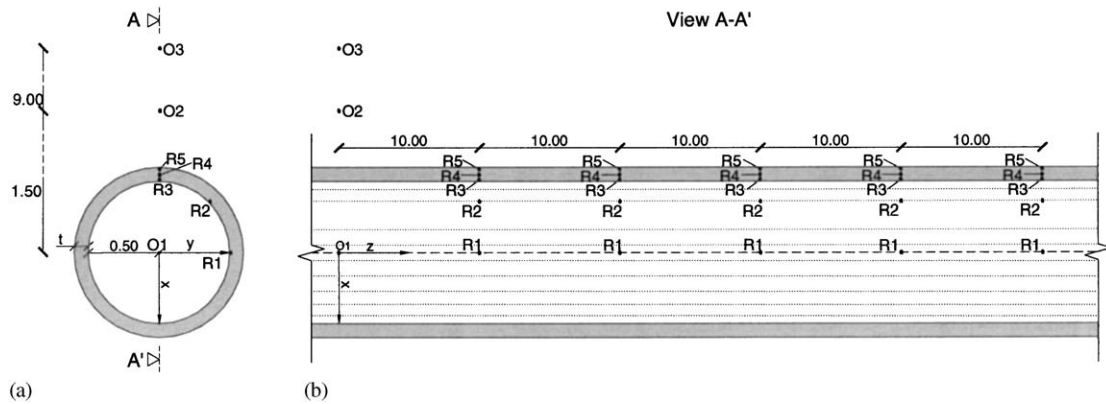 A
View A-A'
O3
O3
9.00
O2
O2
10.00 10.00 10.00 10.00 10.00
R5
R4
R5 R5 R5 R5 R5
R4 R4 R4 R4 R4
R3
R3 R3 R3 R3 R3
1.50
R2
R2 R2 R2 R2 R2
t
0.50 O1 y
R1
O1 z
R1 R1 R1 R1 R1
x
x
A'
(a)
(b)